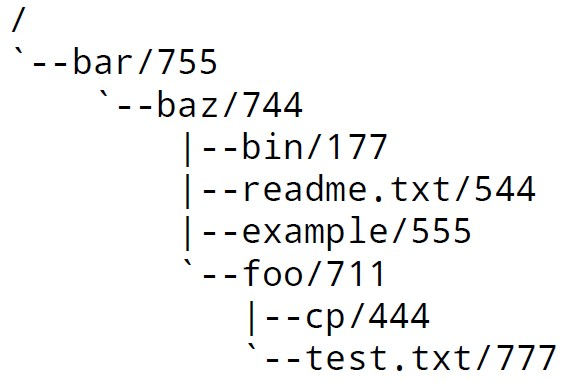 /
`--bar/755
`--baz/744
|--bin/177
|--readme.txt/544
|--example/555
`--foo/711
|--cp/444
`--test.txt/777